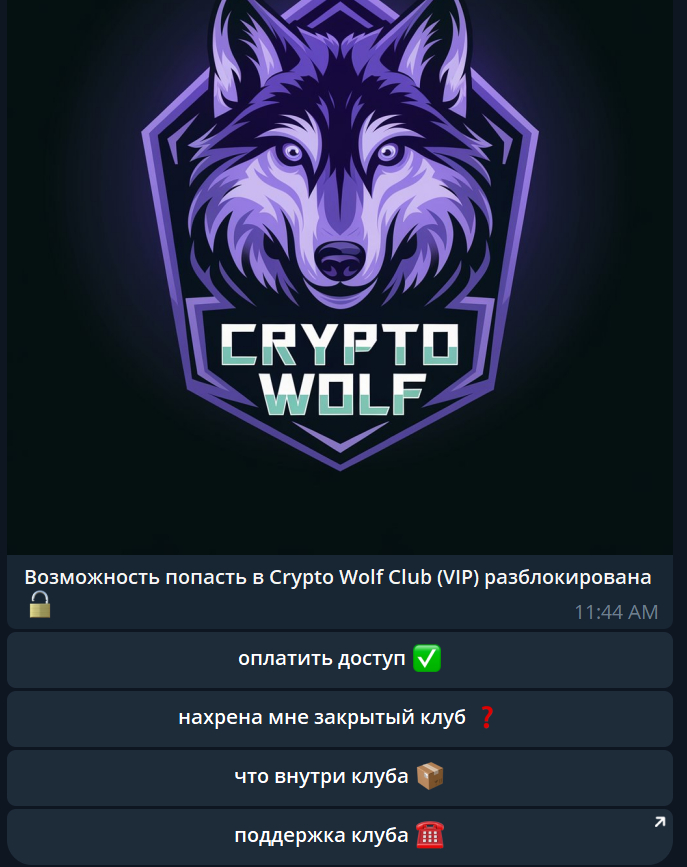 CRYPTO
WOLF
Возможность попасть в Crypto Wolf Club (VIP) разблокирована
🔓
11:44 AM
оплатить доступ ✅
нахрена мне закрытый клуб ❓
что внутри клуба 📦
поддержка клуба ☎️